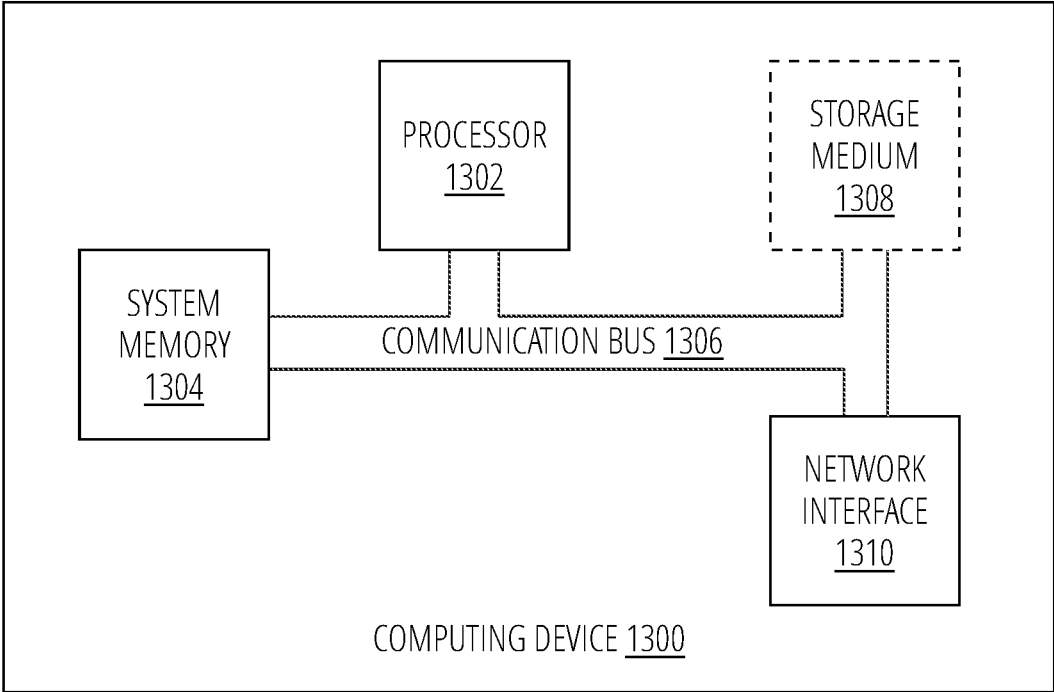 PROCESSOR
1302
STORAGE
MEDIUM
1308
SYSTEM
MEMORY
1304
COMMUNICATION BUS 1306
NETWORK
INTERFACE
1310
COMPUTING DEVICE 1300